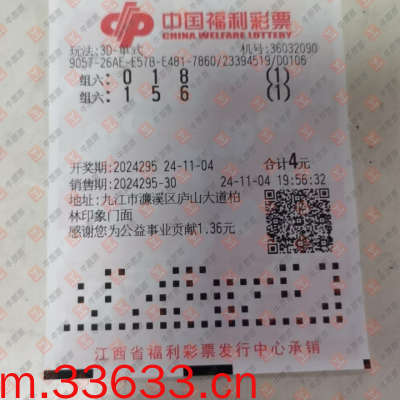 中国福利彩票
CHINA WELFARE LOTTERY
玩法:3D-单式 机号:36032090
9057-26AE-E57B-E481-7860/23394519/00106
组六: 0 1 8 (1)
组六: 1 5 6 (1)
开奖期:2024295 24-11-04 合计4元
销售期:2024295-30 24-11-04 19:56:32
地址:九江市濂溪区庐山大道柏
林印象门面
感谢您为公益事业贡献1.36元
江西省福利彩票发行中心承销
m.33633.cn